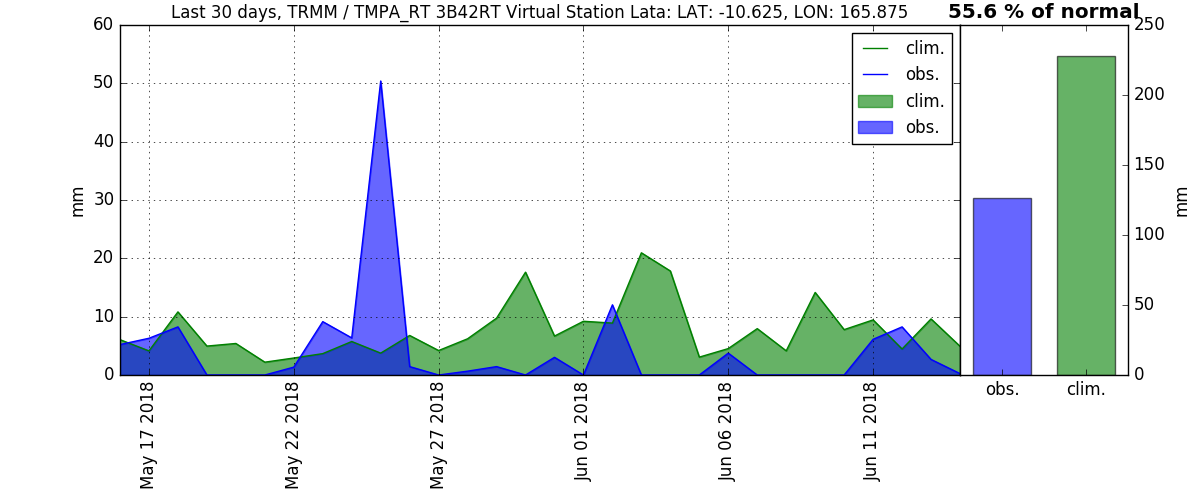 Last 30 days, TRMM / TMPA_RT 3B42RT Virtual Station Lata: LAT: -10.625, LON: 165.875
55.6 % of normal
60
50
40
30
20
10
0
mm
clim.
obs.
clim.
obs.
May 17 2018
May 22 2018
May 27 2018
Jun 01 2018
Jun 06 2018
Jun 11 2018
250
200
150
100
50
0
mm
obs.
clim.